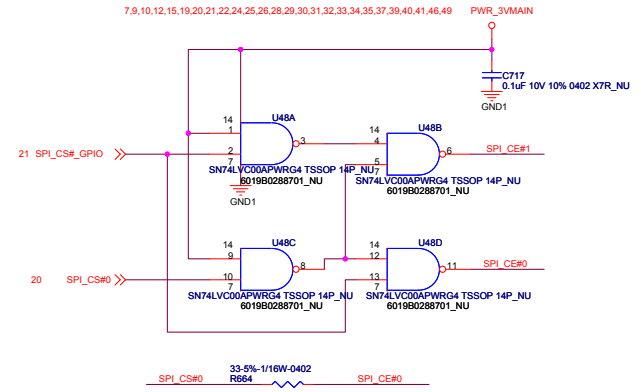 7,9,10,12,15,19,20,21,22,24,25,26,28,29,30,31,32,33,34,35,37,39,40,41,46,49 PWR_3VMAIN
C717
0.1uF 10V 10% 0402 X7R_NU
GND1
14 U48A
1
3
2
7
21 SPI_CS#_GPIO
SN74LVC00APWRG4 TSSOP 14P_NU
6019B0288701_NU
GND1
14 U48B
4
6 SPI_CE#1
5
7
SN74LVC00APWRG4 TSSOP 14P_NU
6019B0288701_NU
14 U48C
9
8
10
7
20 SPI_CS#0
SN74LVC00APWRG4 TSSOP 14P_NU
6019B0288701_NU
14 U48D
12
11 SPI_CE#0
13
7
SN74LVC00APWRG4 TSSOP 14P_NU
6019B0288701_NU
33-5%-1/16W-0402
SPI_CS#0 R664 SPI_CE#0